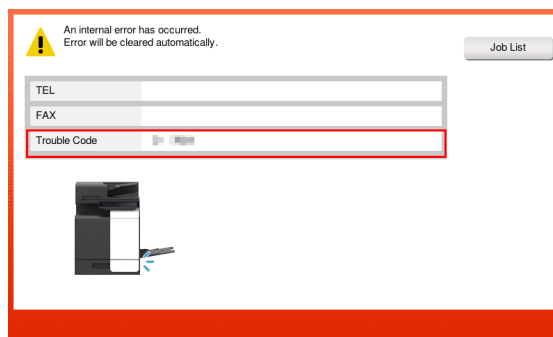 An internal error has occurred.
Error will be cleared automatically.
Job List
TEL
FAX
Trouble Code